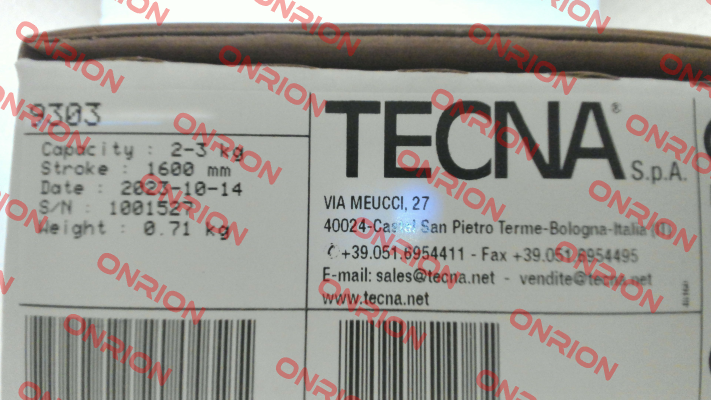 9303
Capacity : 2-3 kg
Stroke : 1600 mm
Date : 2023-10-14
S/N : 1001527
Weight : 0.71 kg
TECNA® S.p.A.
VIA MEUCCI, 27
40024-Castel San Pietro Terme-Bologna-Italia (I)
✆ +39.051.6954411 - Fax +39.051.6954495
E-mail: sales@tecna.net - vendite@tecna.net
www.tecna.net
ONRION